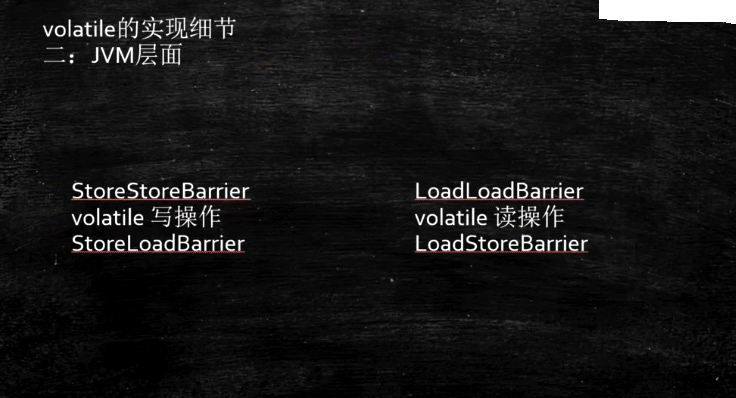 volatile的实现细节
二：JVM层面
StoreStoreBarrier
volatile 写操作
StoreLoadBarrier
LoadLoadBarrier
volatile 读操作
LoadStoreBarrier